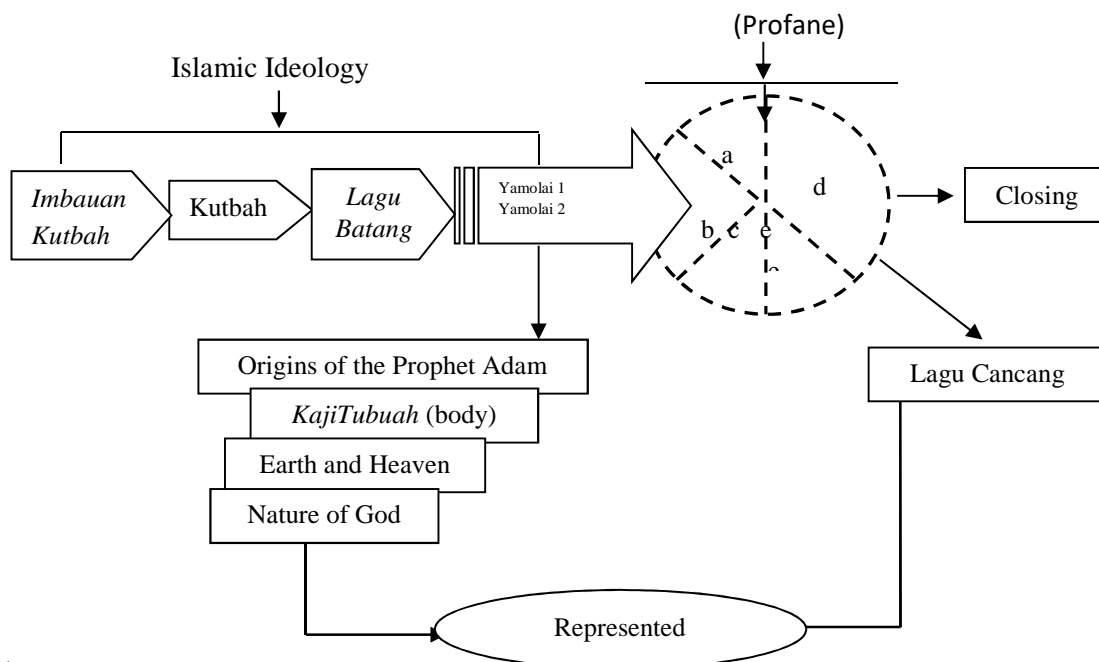 (Profane)
Islamic Ideology
Imbauan
Kutbah
Kutbah
Lagu
Batang
Yamolai 1
Yamolai 2
a
b
c
d
e
Closing
Lagu Cancang
Origins of the Prophet Adam
KajiTubuah (body)
Earth and Heaven
Nature of God
Represented